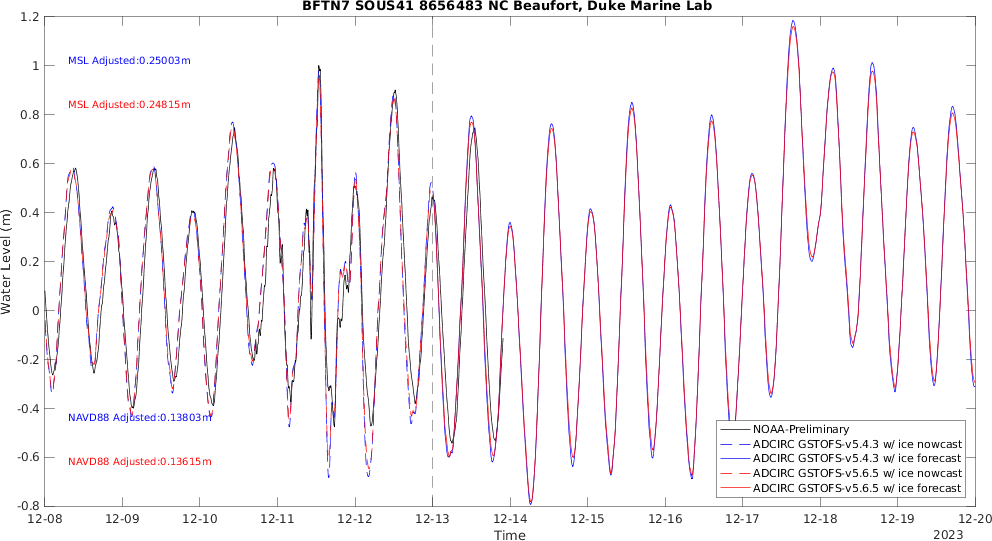 BFTN7 SOUS41 8656483 NC Beaufort, Duke Marine Lab
1.2
1
0.8
0.6
0.4
0.2
0
-0.2
-0.4
-0.6
-0.8
Water Level (m)
MSL Adjusted:0.25003m
MSL Adjusted:0.24815m
NAVD88 Adjusted:0.13803m
NAVD88 Adjusted:0.13615m
NOAA-Preliminary
ADCIRC GSTOFS-v5.4.3 w/ ice nowcast
ADCIRC GSTOFS-v5.4.3 w/ ice forecast
ADCIRC GSTOFS-v5.6.5 w/ ice nowcast
ADCIRC GSTOFS-v5.6.5 w/ ice forecast
12-08 12-09 12-10 12-11 12-12 12-13 12-14 12-15 12-16 12-17 12-18 12-19 12-20
Time
2023